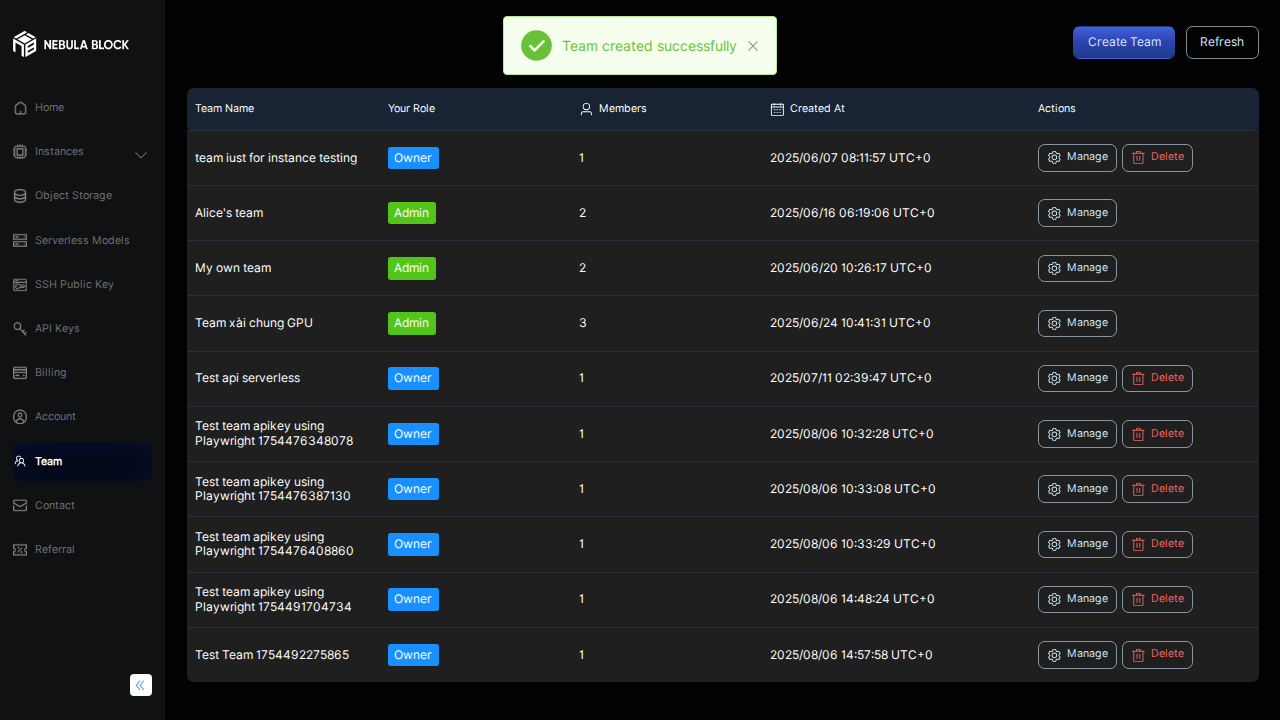 NEBULA BLOCK
Team created successfully
Create Team
Refresh
Home
Instances
Object Storage
Serverless Models
SSH Public Key
API Keys
Billing
Account
Team
Contact
Referral
Team Name Your Role Members Created At Actions
team iust for instance testing Owner 1 2025/06/07 08:11:57 UTC+0 Manage Delete
Alice's team Admin 2 2025/06/16 06:19:06 UTC+0 Manage
My own team Admin 2 2025/06/20 10:26:17 UTC+0 Manage
Team xài chung GPU Admin 3 2025/06/24 10:41:31 UTC+0 Manage
Test api serverless Owner 1 2025/07/11 02:39:47 UTC+0 Manage Delete
Test team apikey using
Playwright 1754476348078 Owner 1 2025/08/06 10:32:28 UTC+0 Manage Delete
Test team apikey using
Playwright 1754476387130 Owner 1 2025/08/06 10:33:08 UTC+0 Manage Delete
Test team apikey using
Playwright 1754476408860 Owner 1 2025/08/06 10:33:29 UTC+0 Manage Delete
Test team apikey using
Playwright 1754491704734 Owner 1 2025/08/06 14:48:24 UTC+0 Manage Delete
Test Team 1754492275865 Owner 1 2025/08/06 14:57:58 UTC+0 Manage Delete